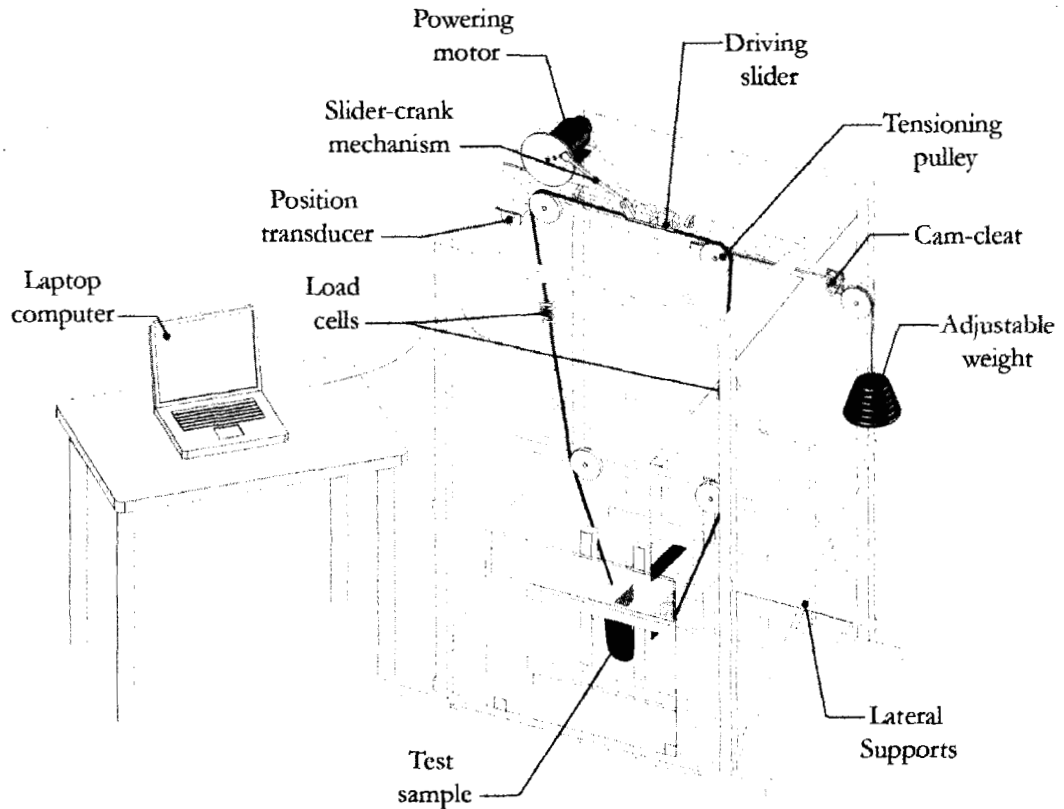 Powering
motor
Driving
slider
Slider-crank
mechanism
Tensioning
pulley
Position
transducer
Cam-cleat
Laptop
computer
Load
cells
Adjustable
weight
Lateral
Supports
Test
sample